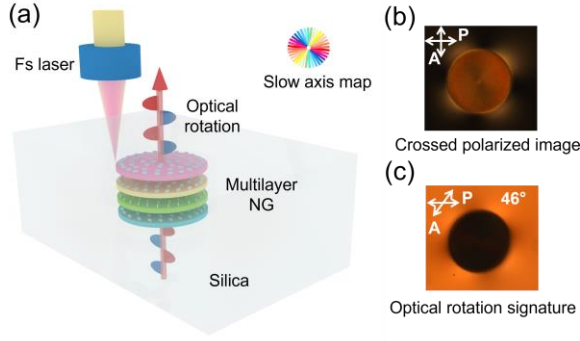 (a)
Fs laser
Optical
rotation
Slow axis map
Multilayer
NG
Silica
(b)
P
A
Crossed polarized image
(c)
P
46°
A
Optical rotation signature